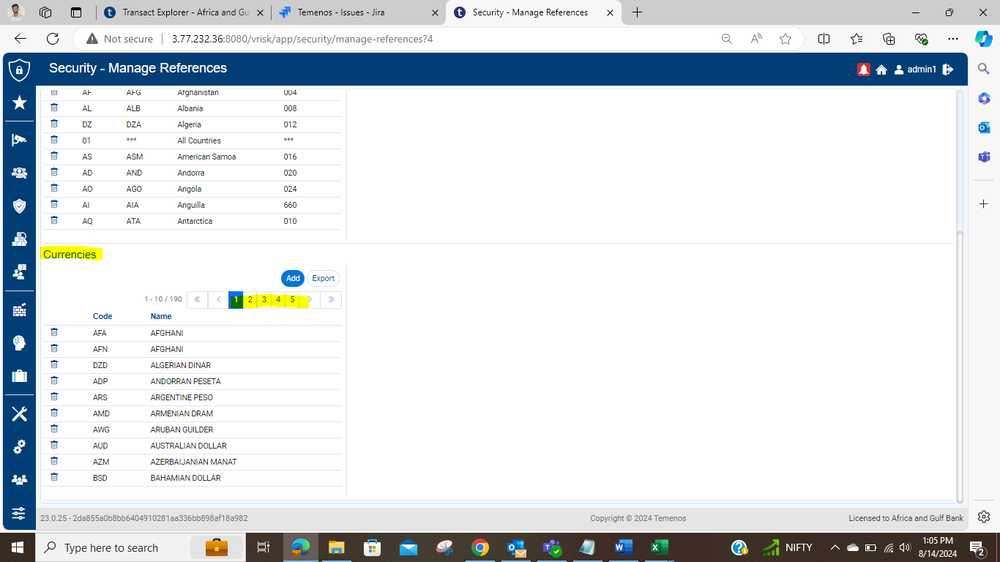 Transact Explorer - Africa and Gu
Temenos - Issues - Jira
Security - Manage References
Not secure 3.77.232.36:8080/vrisk/app/security/manage-references?4
Security - Manage References
admin1
AF AFG Afghanistan 004
AL ALB Albania 008
DZ DZA Algeria 012
01 *** All Countries ***
AS ASM American Samoa 016
AD AND Andorra 020
AO AGO Angola 024
AI AIA Anguilla 660
AQ ATA Antarctica 010
Currencies
Add Export
1 - 10 / 190 « < 1 2 3 4 5 > »
Code Name
AFA AFGHANI
AFN AFGHANI
DZD ALGERIAN DINAR
ADP ANDORRAN PESETA
ARS ARGENTINE PESO
AMD ARMENIAN DRAM
AWG ARUBAN GUILDER
AUD AUSTRALIAN DOLLAR
AZM AZERBAIJANIAN MANAT
BSD BAHAMIAN DOLLAR
23.0.25 - 2da855a0b8bb6404910281aa336bb898af18a982 Copyright © 2024 Temenos Licensed to Africa and Gulf Bank
Type here to search
NIFTY
1:05 PM
8/14/2024
2